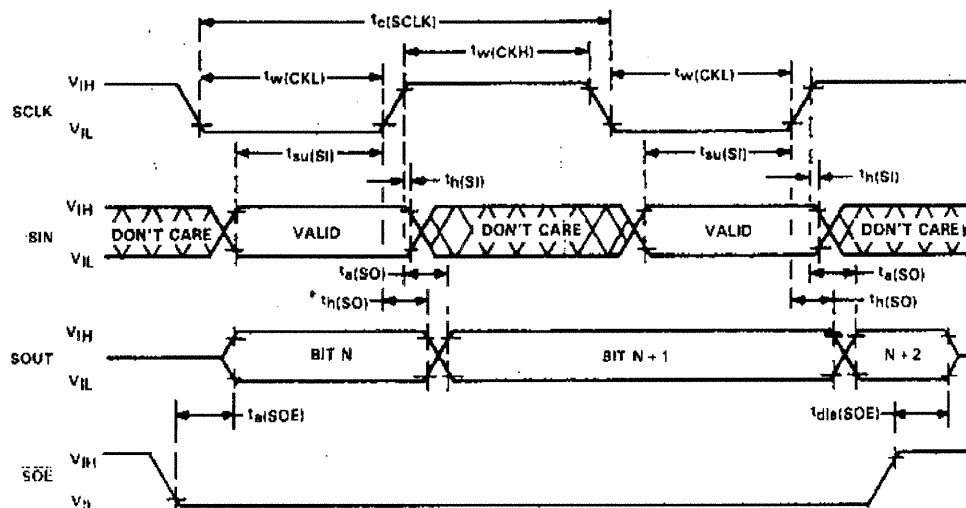 tc(SCLK)
tw(CKH)
tw(CKL)
tw(CKL)
VIH
SCLK
VIL
tsu(SI)
tsu(SI)
th(SI)
th(SI)
VIH
SIN
VIL
DON'T CARE
VALID
DON'T CARE
VALID
DON'T CARE
ta(SO)
ta(SO)
th(SO)
th(SO)
VIH
SOUT
VIL
BIT N
BIT N + 1
N + 2
ta(SOE)
tdis(SOE)
VIH
SOE